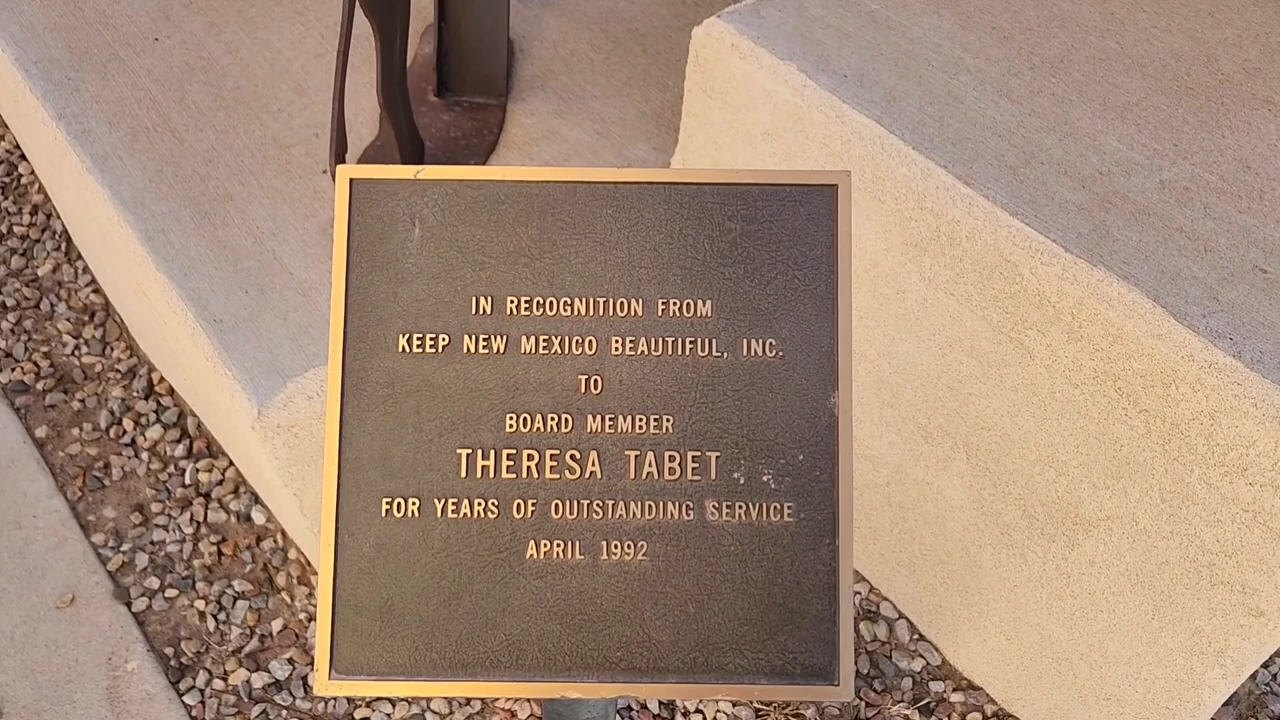 IN RECOGNITION FROM
KEEP NEW MEXICO BEAUTIFUL, INC.
TO
BOARD MEMBER
THERESA TABET
FOR YEARS OF OUTSTANDING SERVICE
APRIL 1992